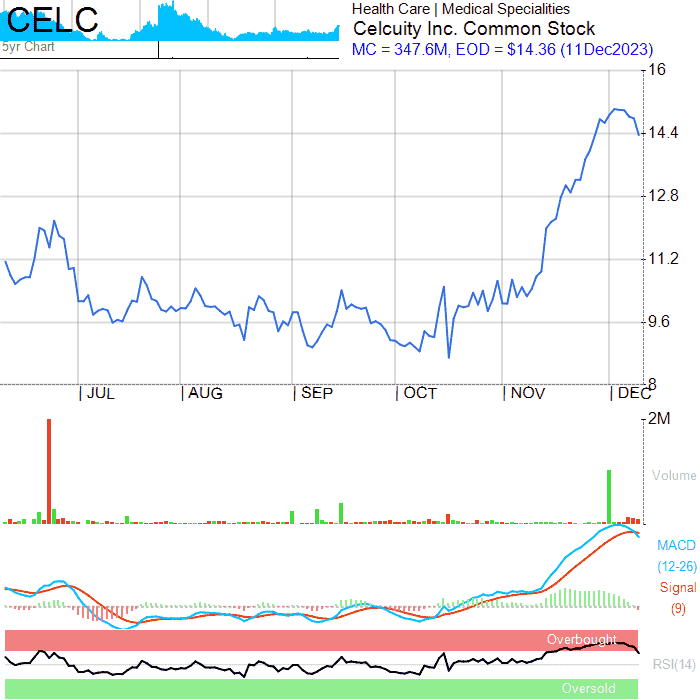 CELC
5yr Chart
Health Care | Medical Specialities
Celcuity Inc. Common Stock
MC = 347.6M, EOD = $14.36 (11Dec2023)
16
14.4
12.8
11.2
9.6
8
| JUL | AUG | SEP | OCT | NOV | DEC
2M
Volume
MACD
(12-26)
Signal
(9)
Overbought
RSI(14)
Oversold